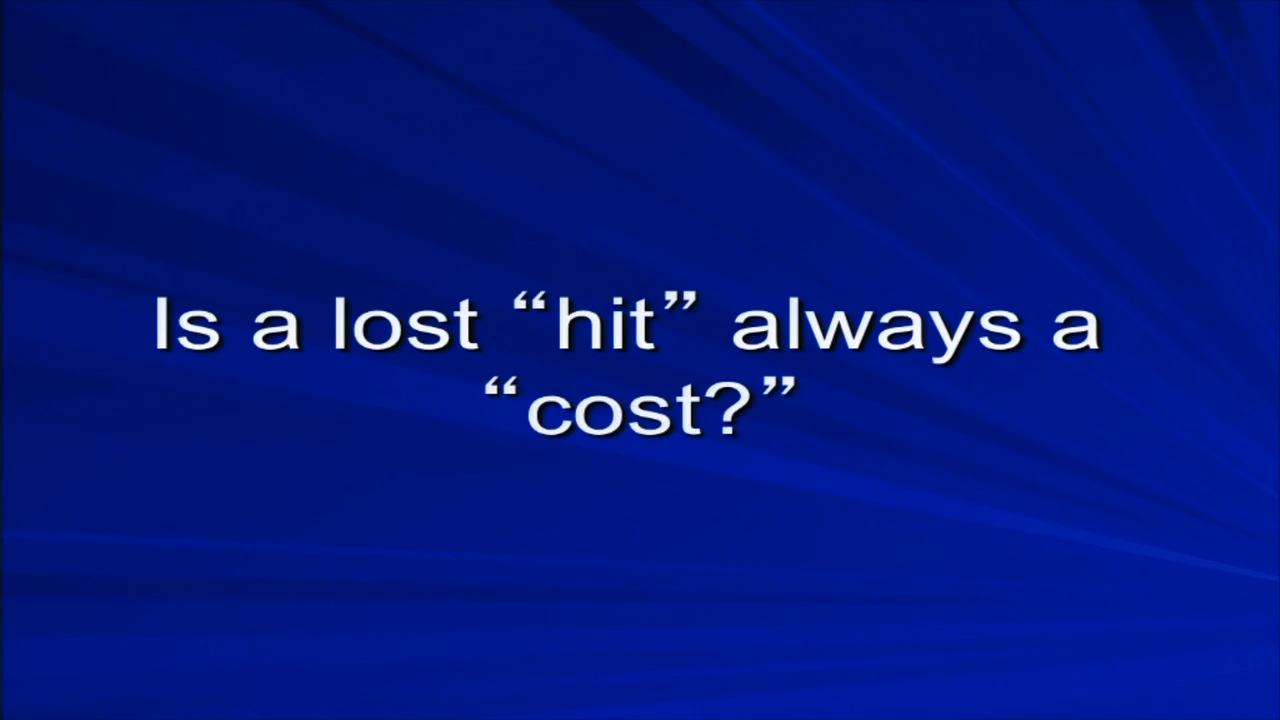 Is a lost “hit” always a
“cost?”